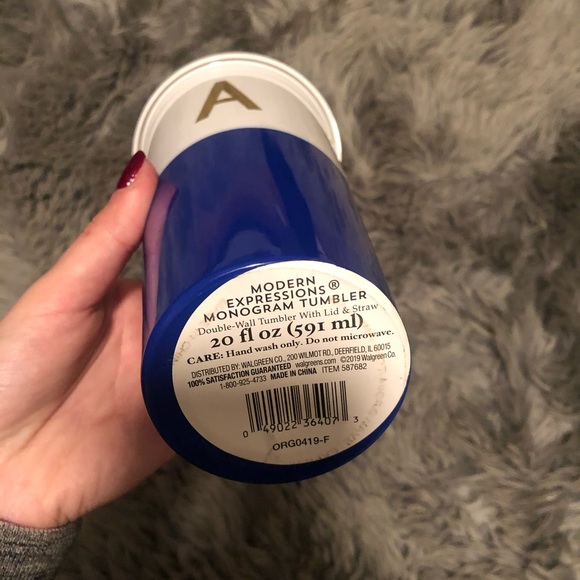 A
MODERN
EXPRESSIONS®
MONOGRAM TUMBLER
Double-Wall Tumbler With Lid & Straw
20 fl oz (591 ml)
CARE: Hand wash only. Do not microwave.
DISTRIBUTED BY: WALGREEN CO., 200 WILMOT RD., DEERFIELD, IL 60015
100% SATISFACTION GUARANTEED walgreens.com ©2019 Walgreen Co.
1-800-925-4733 MADE IN CHINA ITEM 587682
0 49022 36407 3
ORG0419-F